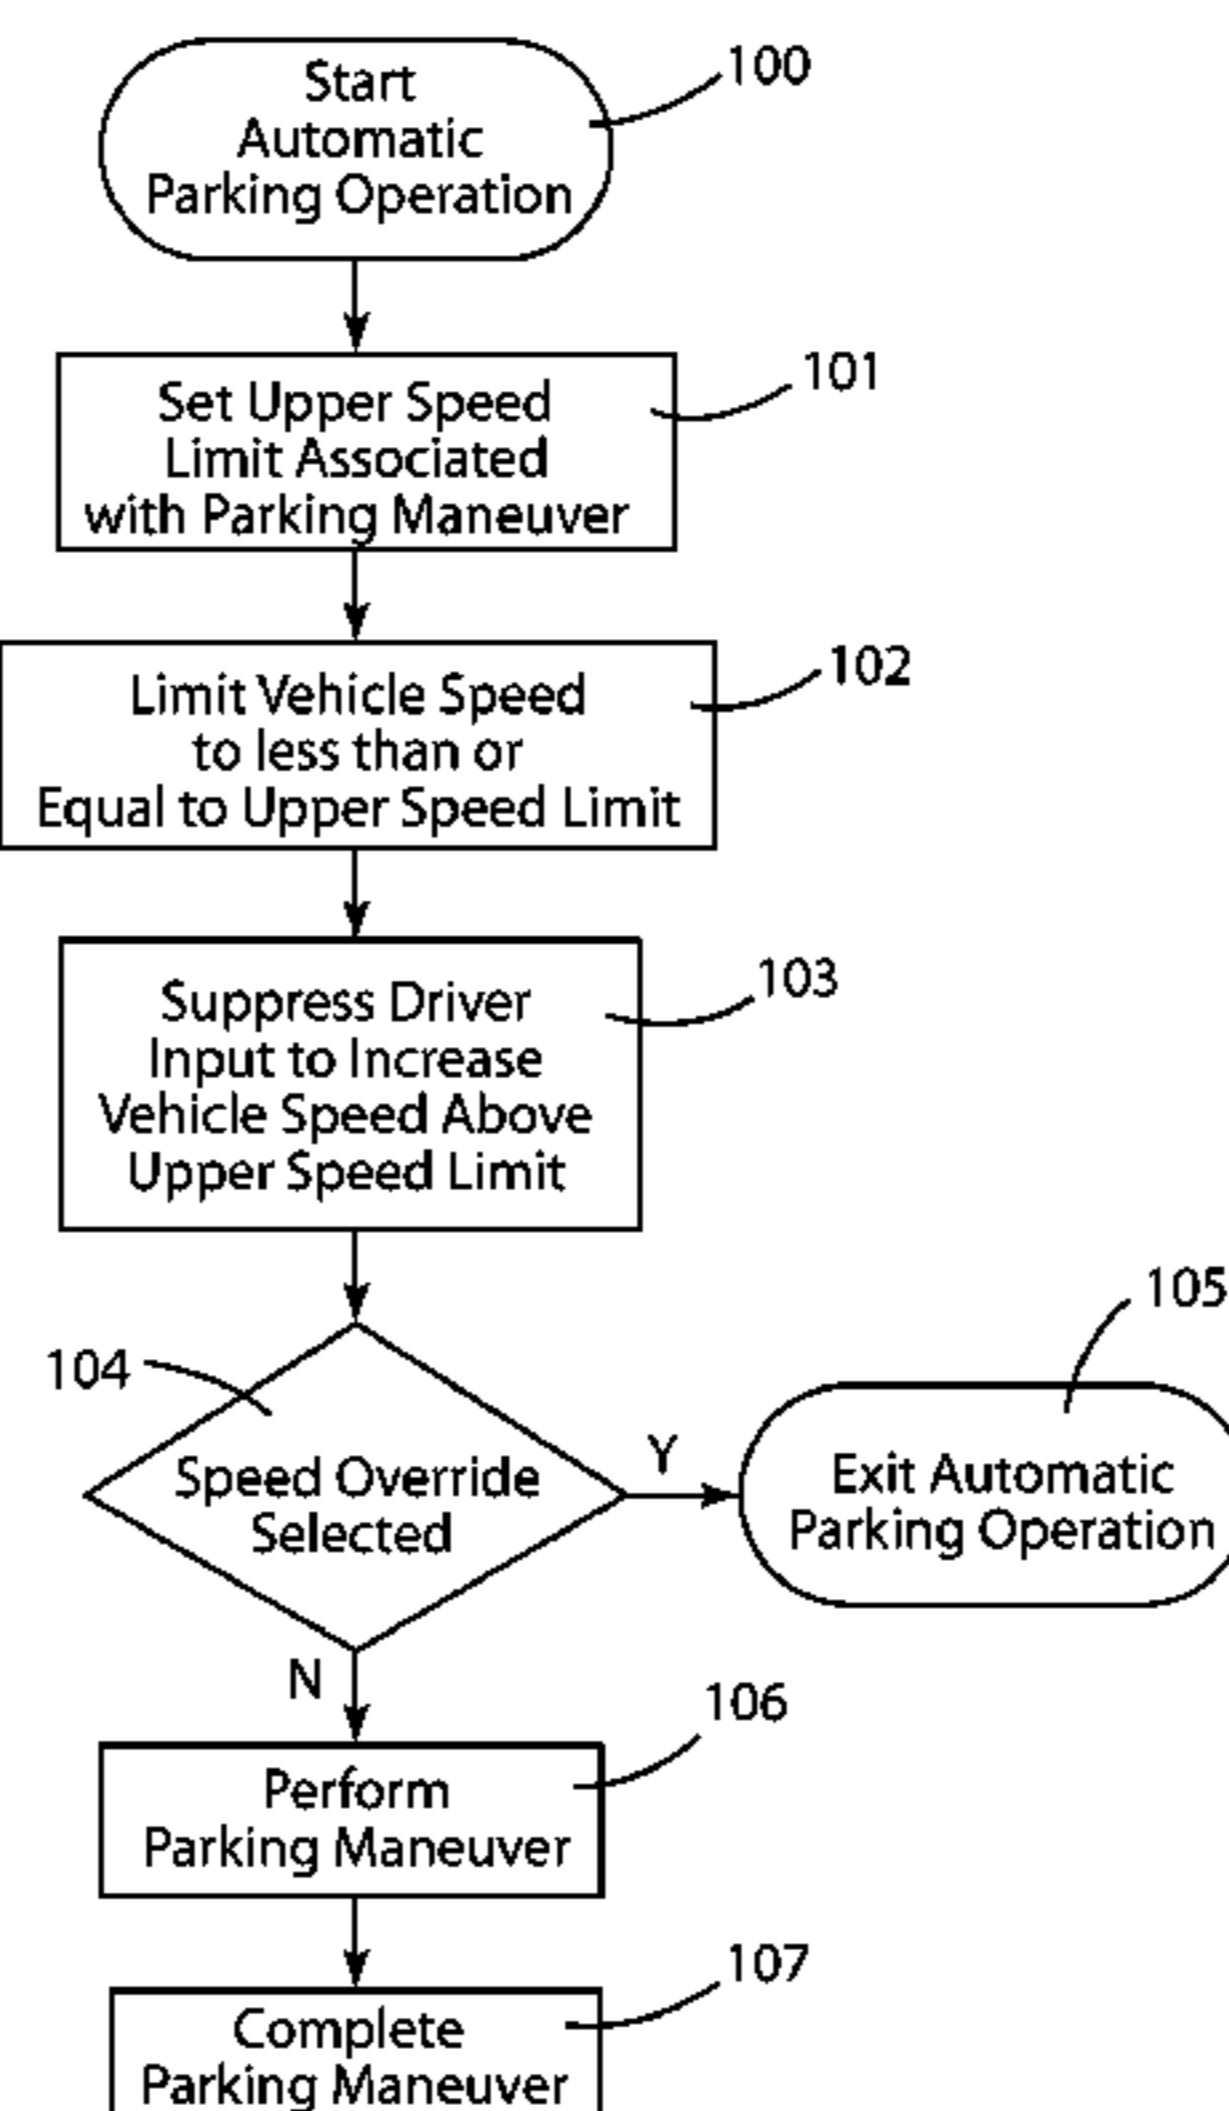 Start
Automatic
Parking Operation
100
Set Upper Speed
Limit Associated
with Parking Maneuver
101
Limit Vehicle Speed
to less than or
Equal to Upper Speed Limit
102
Suppress Driver
Input to Increase
Vehicle Speed Above
Upper Speed Limit
103
104
Speed Override
Selected
Y
105
Exit Automatic
Parking Operation
N
Perform
Parking Maneuver
106
Complete
Parking Maneuver
107